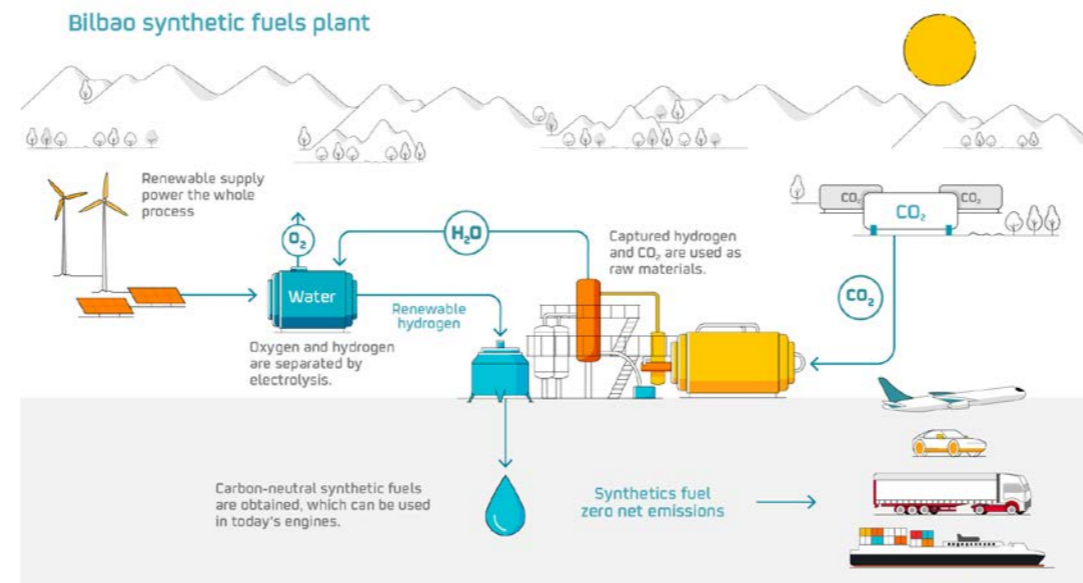 Bilbao synthetic fuels plant
Renewable supply
power the whole
process
O₂
H₂O
Captured hydrogen
and CO₂ are used as
raw materials.
CO₂
CO₂
CO₂
CO₂
Water
Renewable
hydrogen
Oxygen and hydrogen
are separated by
electrolysis.
Carbon-neutral synthetic fuels
are obtained, which can be used
in today's engines.
Synthetics fuel
zero net emissions